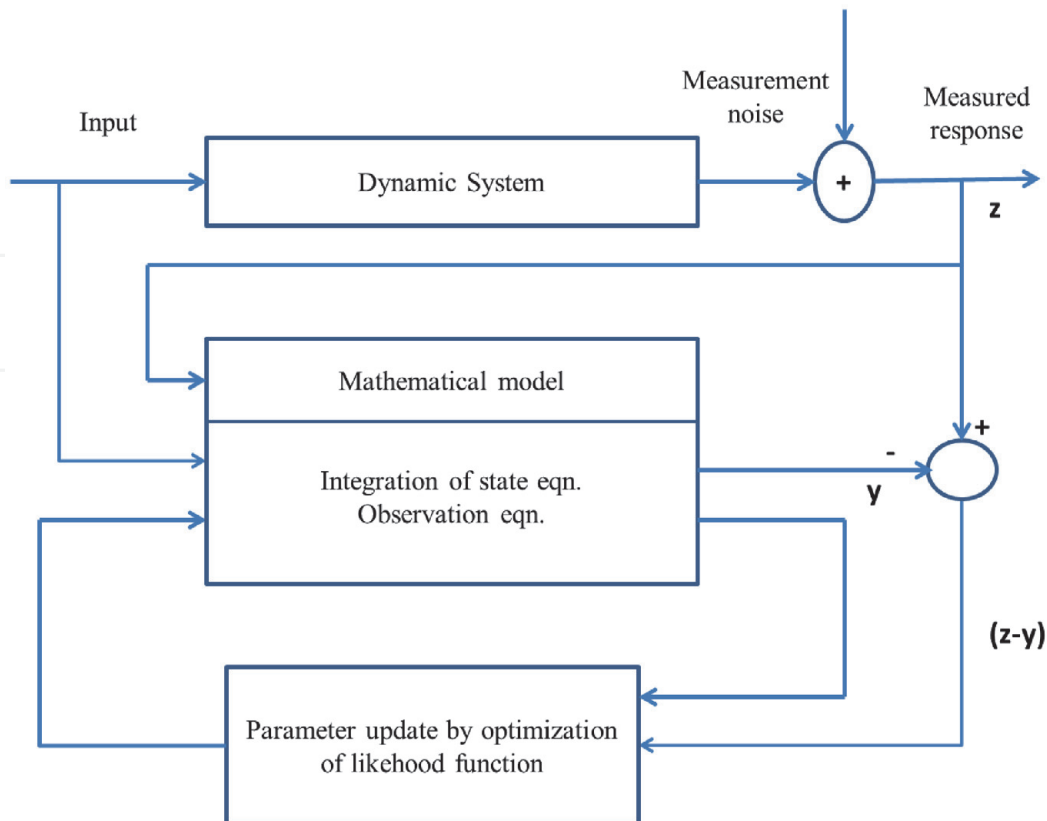 Input
Measurement
noise
Measured
response
Dynamic System
+
z
Mathematical model
Integration of state eqn.
Observation eqn.
-
y
+
(z-y)
Parameter update by optimization
of likehood function